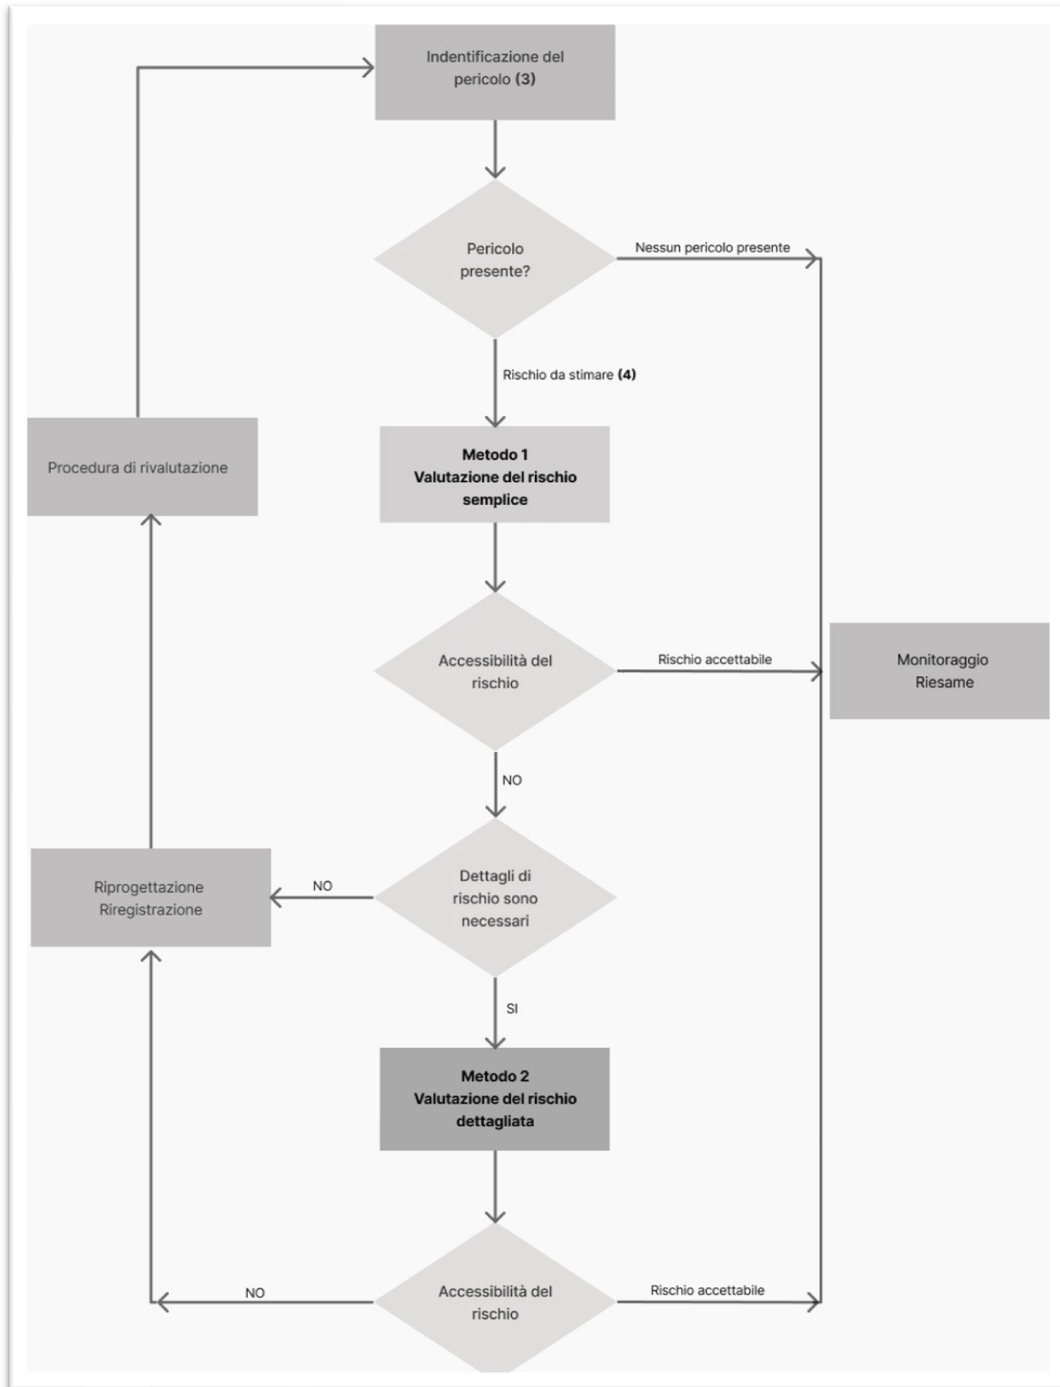 Indentificazione del
pericolo (3)
Pericolo
presente?
Nessun pericolo presente
Rischio da stimare (4)
Procedura di rivalutazione
Metodo 1
Valutazione del rischio
semplice
Accessibilità del
rischio
Rischio accettabile
Monitoraggio
Riesame
NO
Riprogettazione
Riregistrazione
NO
Dettagli di
rischio sono
necessari
SI
Metodo 2
Valutazione del rischio
dettagliata
NO
Accessibilità del
rischio
Rischio accettabile